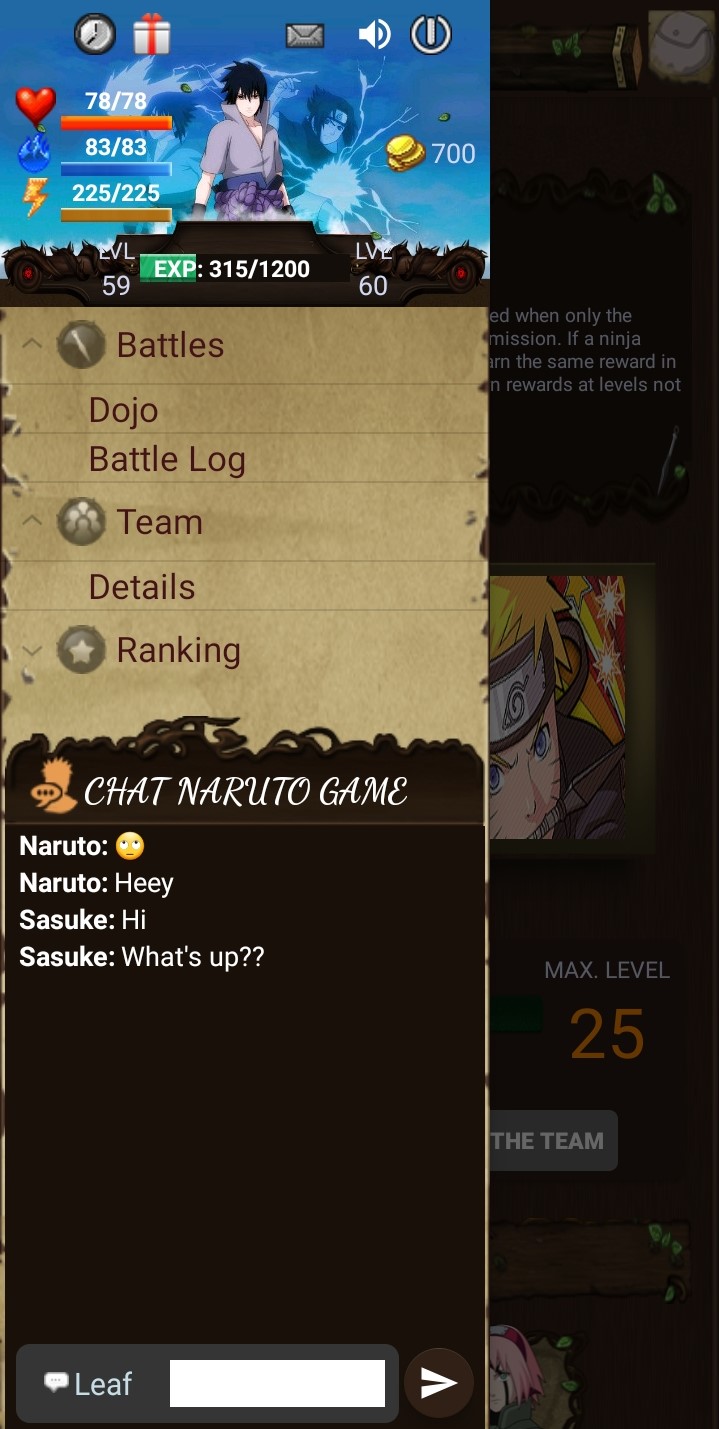 78/78
83/83
700
225/225
LVL
59
EXP: 315/1200
LVL
60
Battles
Dojo
Battle Log
Team
Details
Ranking
CHAT NARUTO GAME
Naruto: 🙄
Naruto: Heey
Sasuke: Hi
Sasuke: What's up??
Leaf
ed when only the
mission. If a ninja
arn the same reward in
n rewards at levels not
MAX. LEVEL
25
THE TEAM